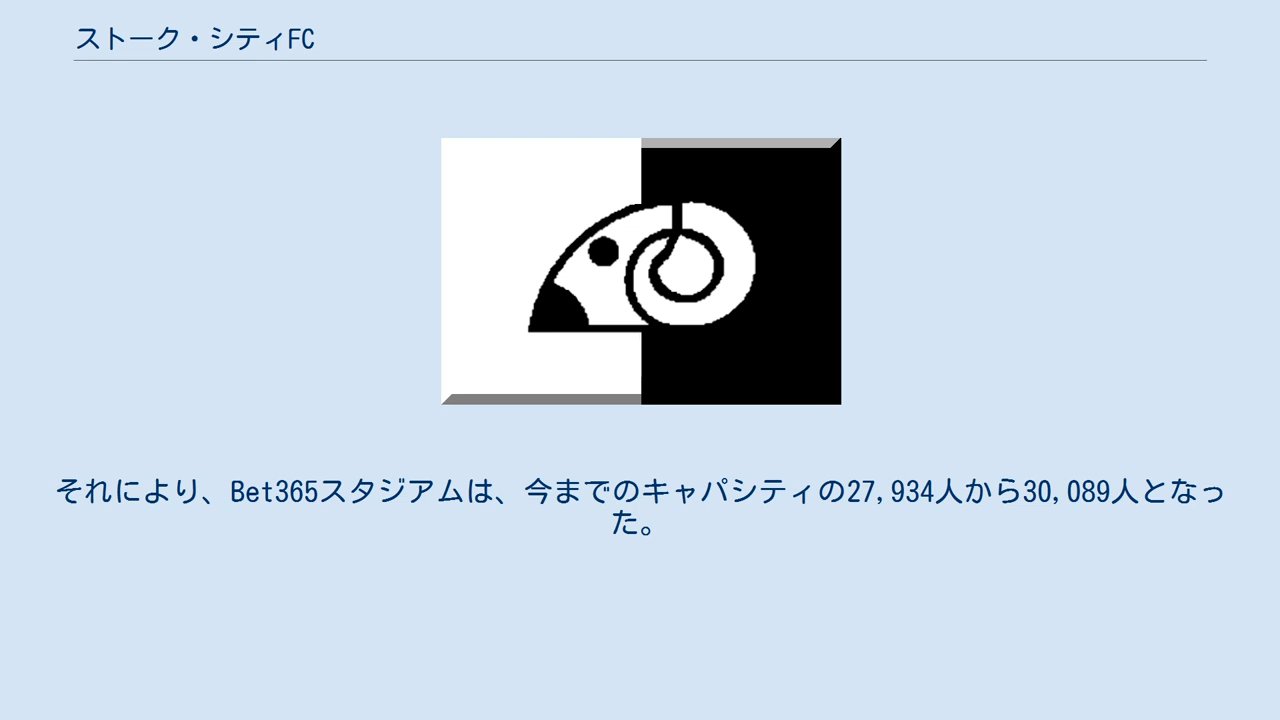 ストーク・シティFC
それにより、Bet365スタジアムは、今までのキャパシティの27,934人から30,089人となっ
た。